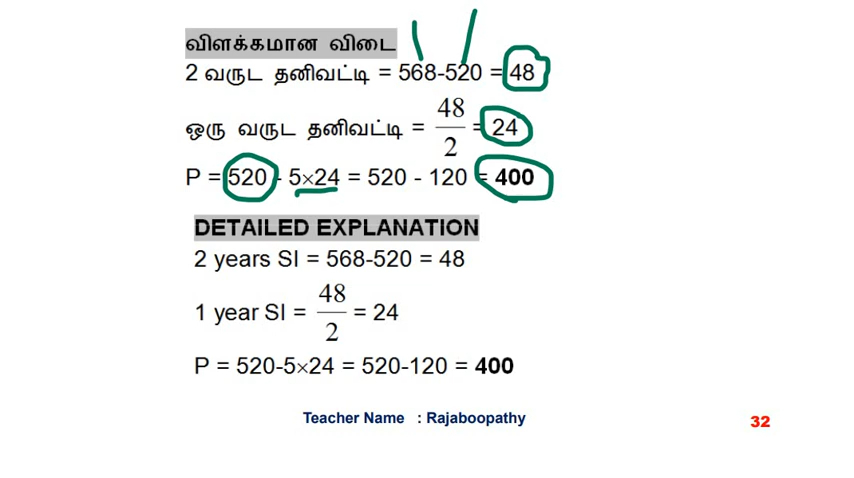 விளக்கமான விடை
2 வருட தனிவட்டி = 568-520 = 48
ஒரு வருட தனிவட்டி = 48/2 = 24
P = 520 - 5×24 = 520 - 120 = 400
DETAILED EXPLANATION
2 years SI = 568-520 = 48
1 year SI = 48/2 = 24
P = 520-5×24 = 520-120 = 400
Teacher Name : Rajaboopathy
32